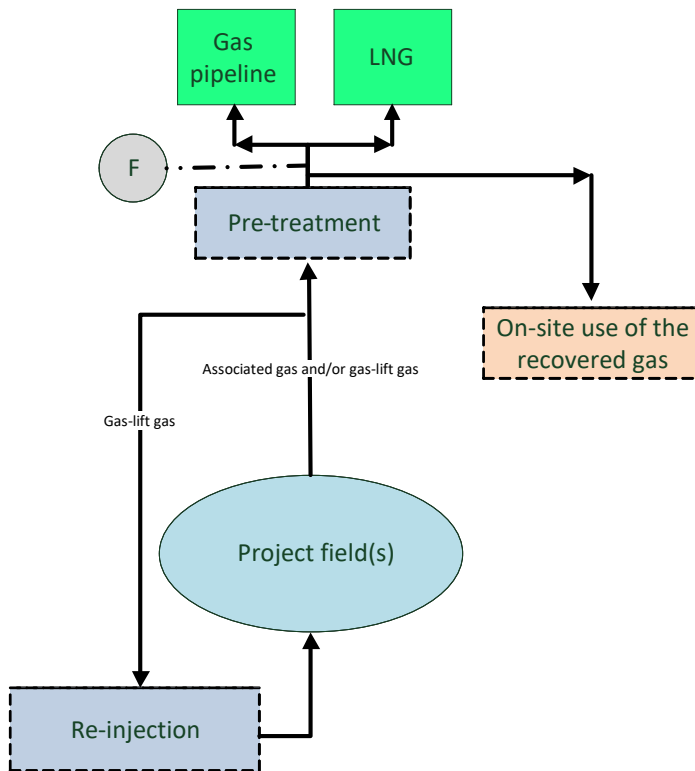 Gas
pipeline
LNG
F
Pre-treatment
On-site use of the
recovered gas
Associated gas and/or gas-lift gas
Gas-lift gas
Project field(s)
Re-injection